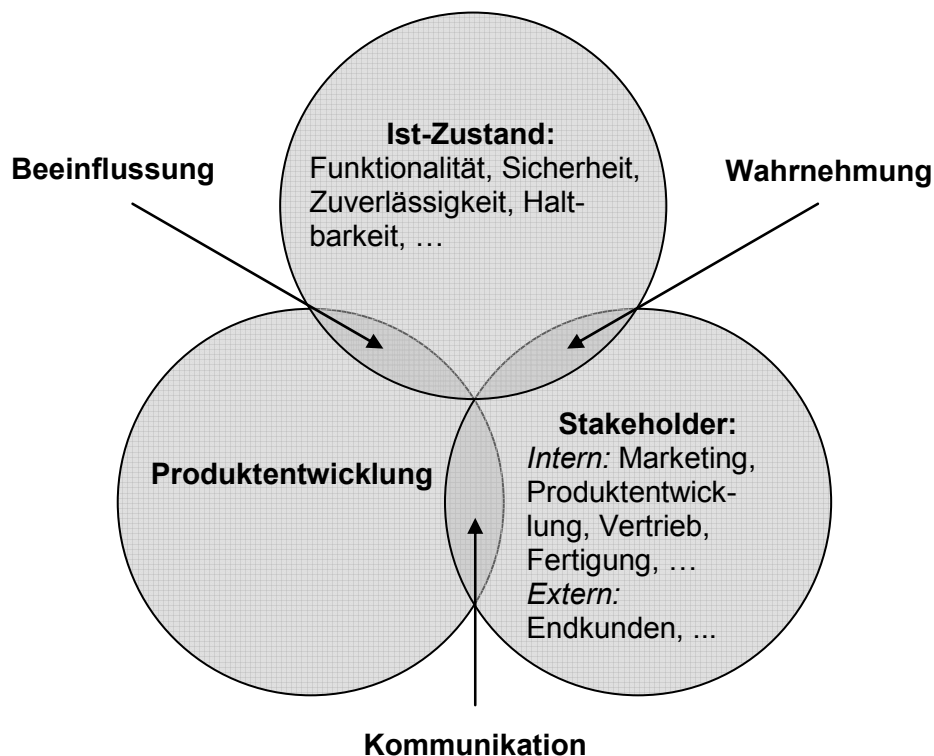 Ist-Zustand:
Funktionalität, Sicherheit,
Zuverlässigkeit, Halt-
barkeit, …
Beeinflussung
Wahrnehmung
Produktentwicklung
Stakeholder:
Intern: Marketing,
Produktentwick-
lung, Vertrieb,
Fertigung, …
Extern:
Endkunden, ...
Kommunikation